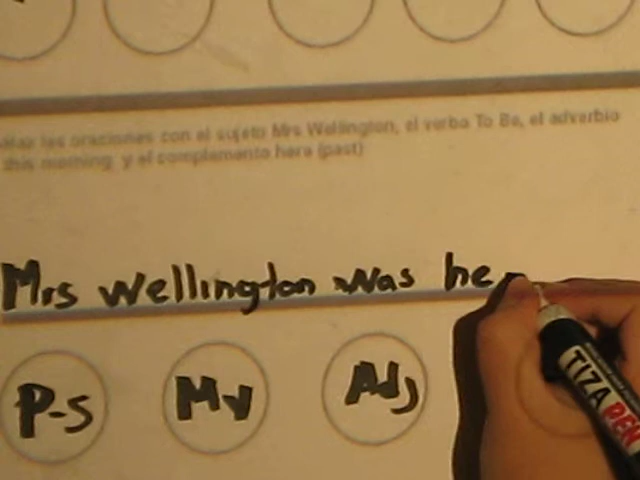 las oraciones con el sujeto Mrs Wellington, el verbo To Be, el adverbio
this morning y el complemento here (past)
Mrs Wellington was he
P-S Mv Adj
TIZA PEN